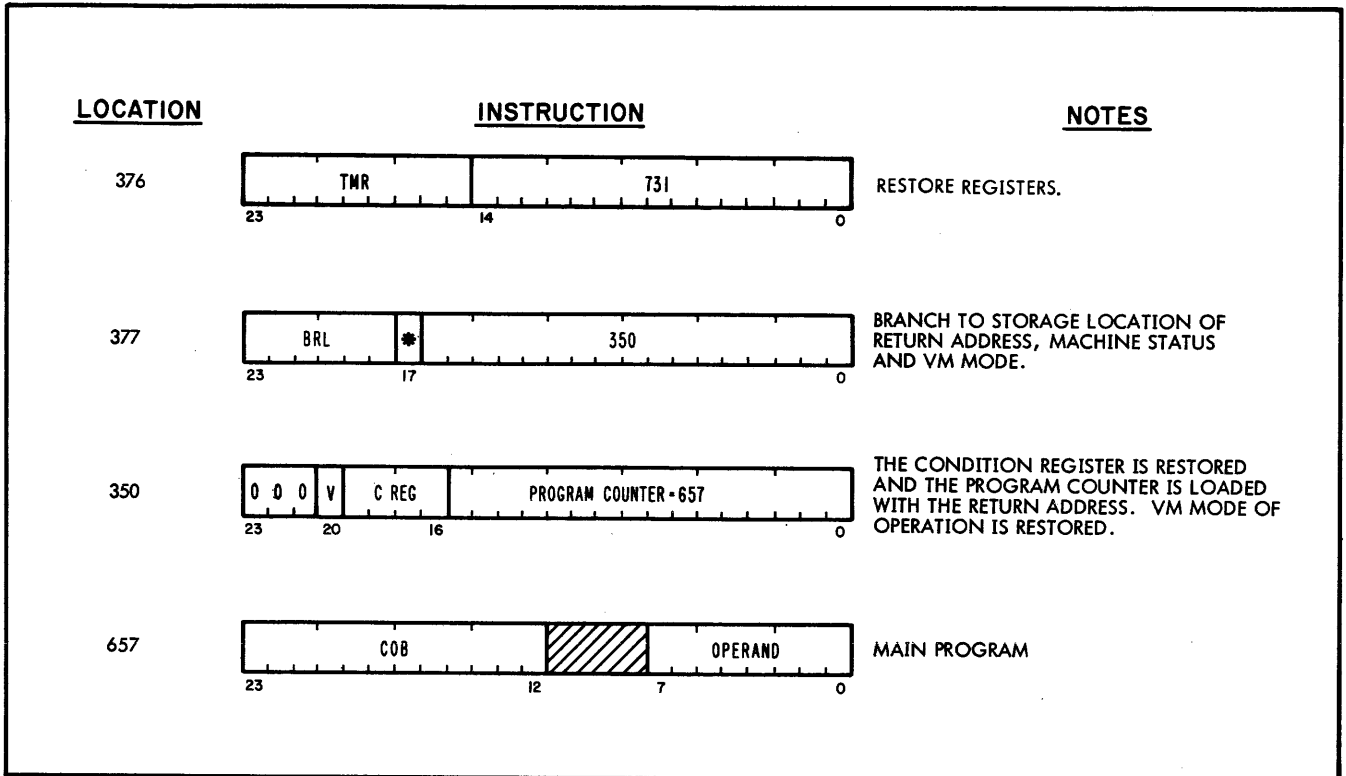 LOCATION INSTRUCTION NOTES
376 TMR 731 RESTORE REGISTERS.
23 14 0
377 BRL * 350 BRANCH TO STORAGE LOCATION OF
RETURN ADDRESS, MACHINE STATUS
AND VM MODE.
23 17 0
350 0 0 0 V C REG PROGRAM COUNTER = 657 THE CONDITION REGISTER IS RESTORED
AND THE PROGRAM COUNTER IS LOADED
WITH THE RETURN ADDRESS. VM MODE OF
OPERATION IS RESTORED.
23 20 16 0
657 COB OPERAND MAIN PROGRAM
23 12 7 0